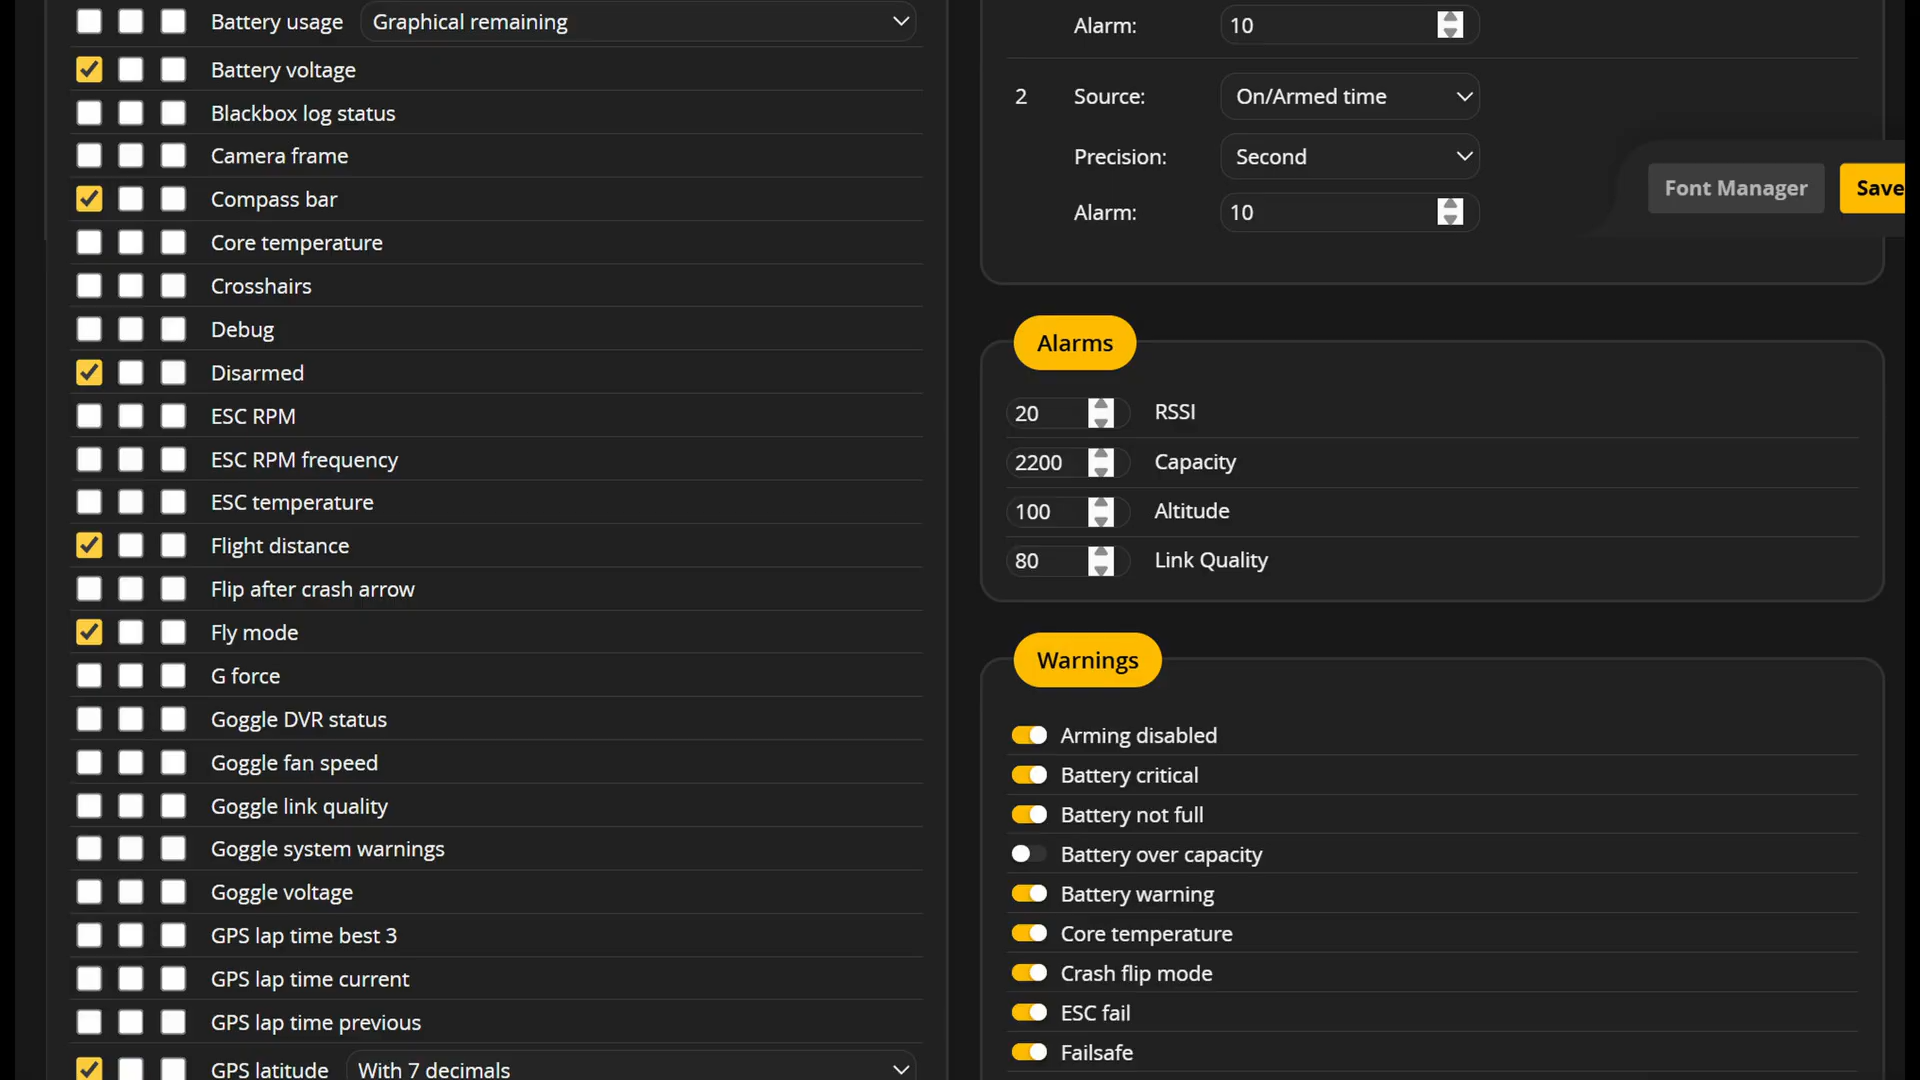 Battery usage Graphical remaining
Battery voltage
Blackbox log status
Camera frame
Compass bar
Core temperature
Crosshairs
Debug
Disarmed
ESC RPM
ESC RPM frequency
ESC temperature
Flight distance
Flip after crash arrow
Fly mode
G force
Goggle DVR status
Goggle fan speed
Goggle link quality
Goggle system warnings
Goggle voltage
GPS lap time best 3
GPS lap time current
GPS lap time previous
GPS latitude With 7 decimals
Alarm: 10
2 Source: On/Armed time
Precision: Second
Alarm: 10
Font Manager Save
Alarms
20 RSSI
2200 Capacity
100 Altitude
80 Link Quality
Warnings
Arming disabled
Battery critical
Battery not full
Battery over capacity
Battery warning
Core temperature
Crash flip mode
ESC fail
Failsafe